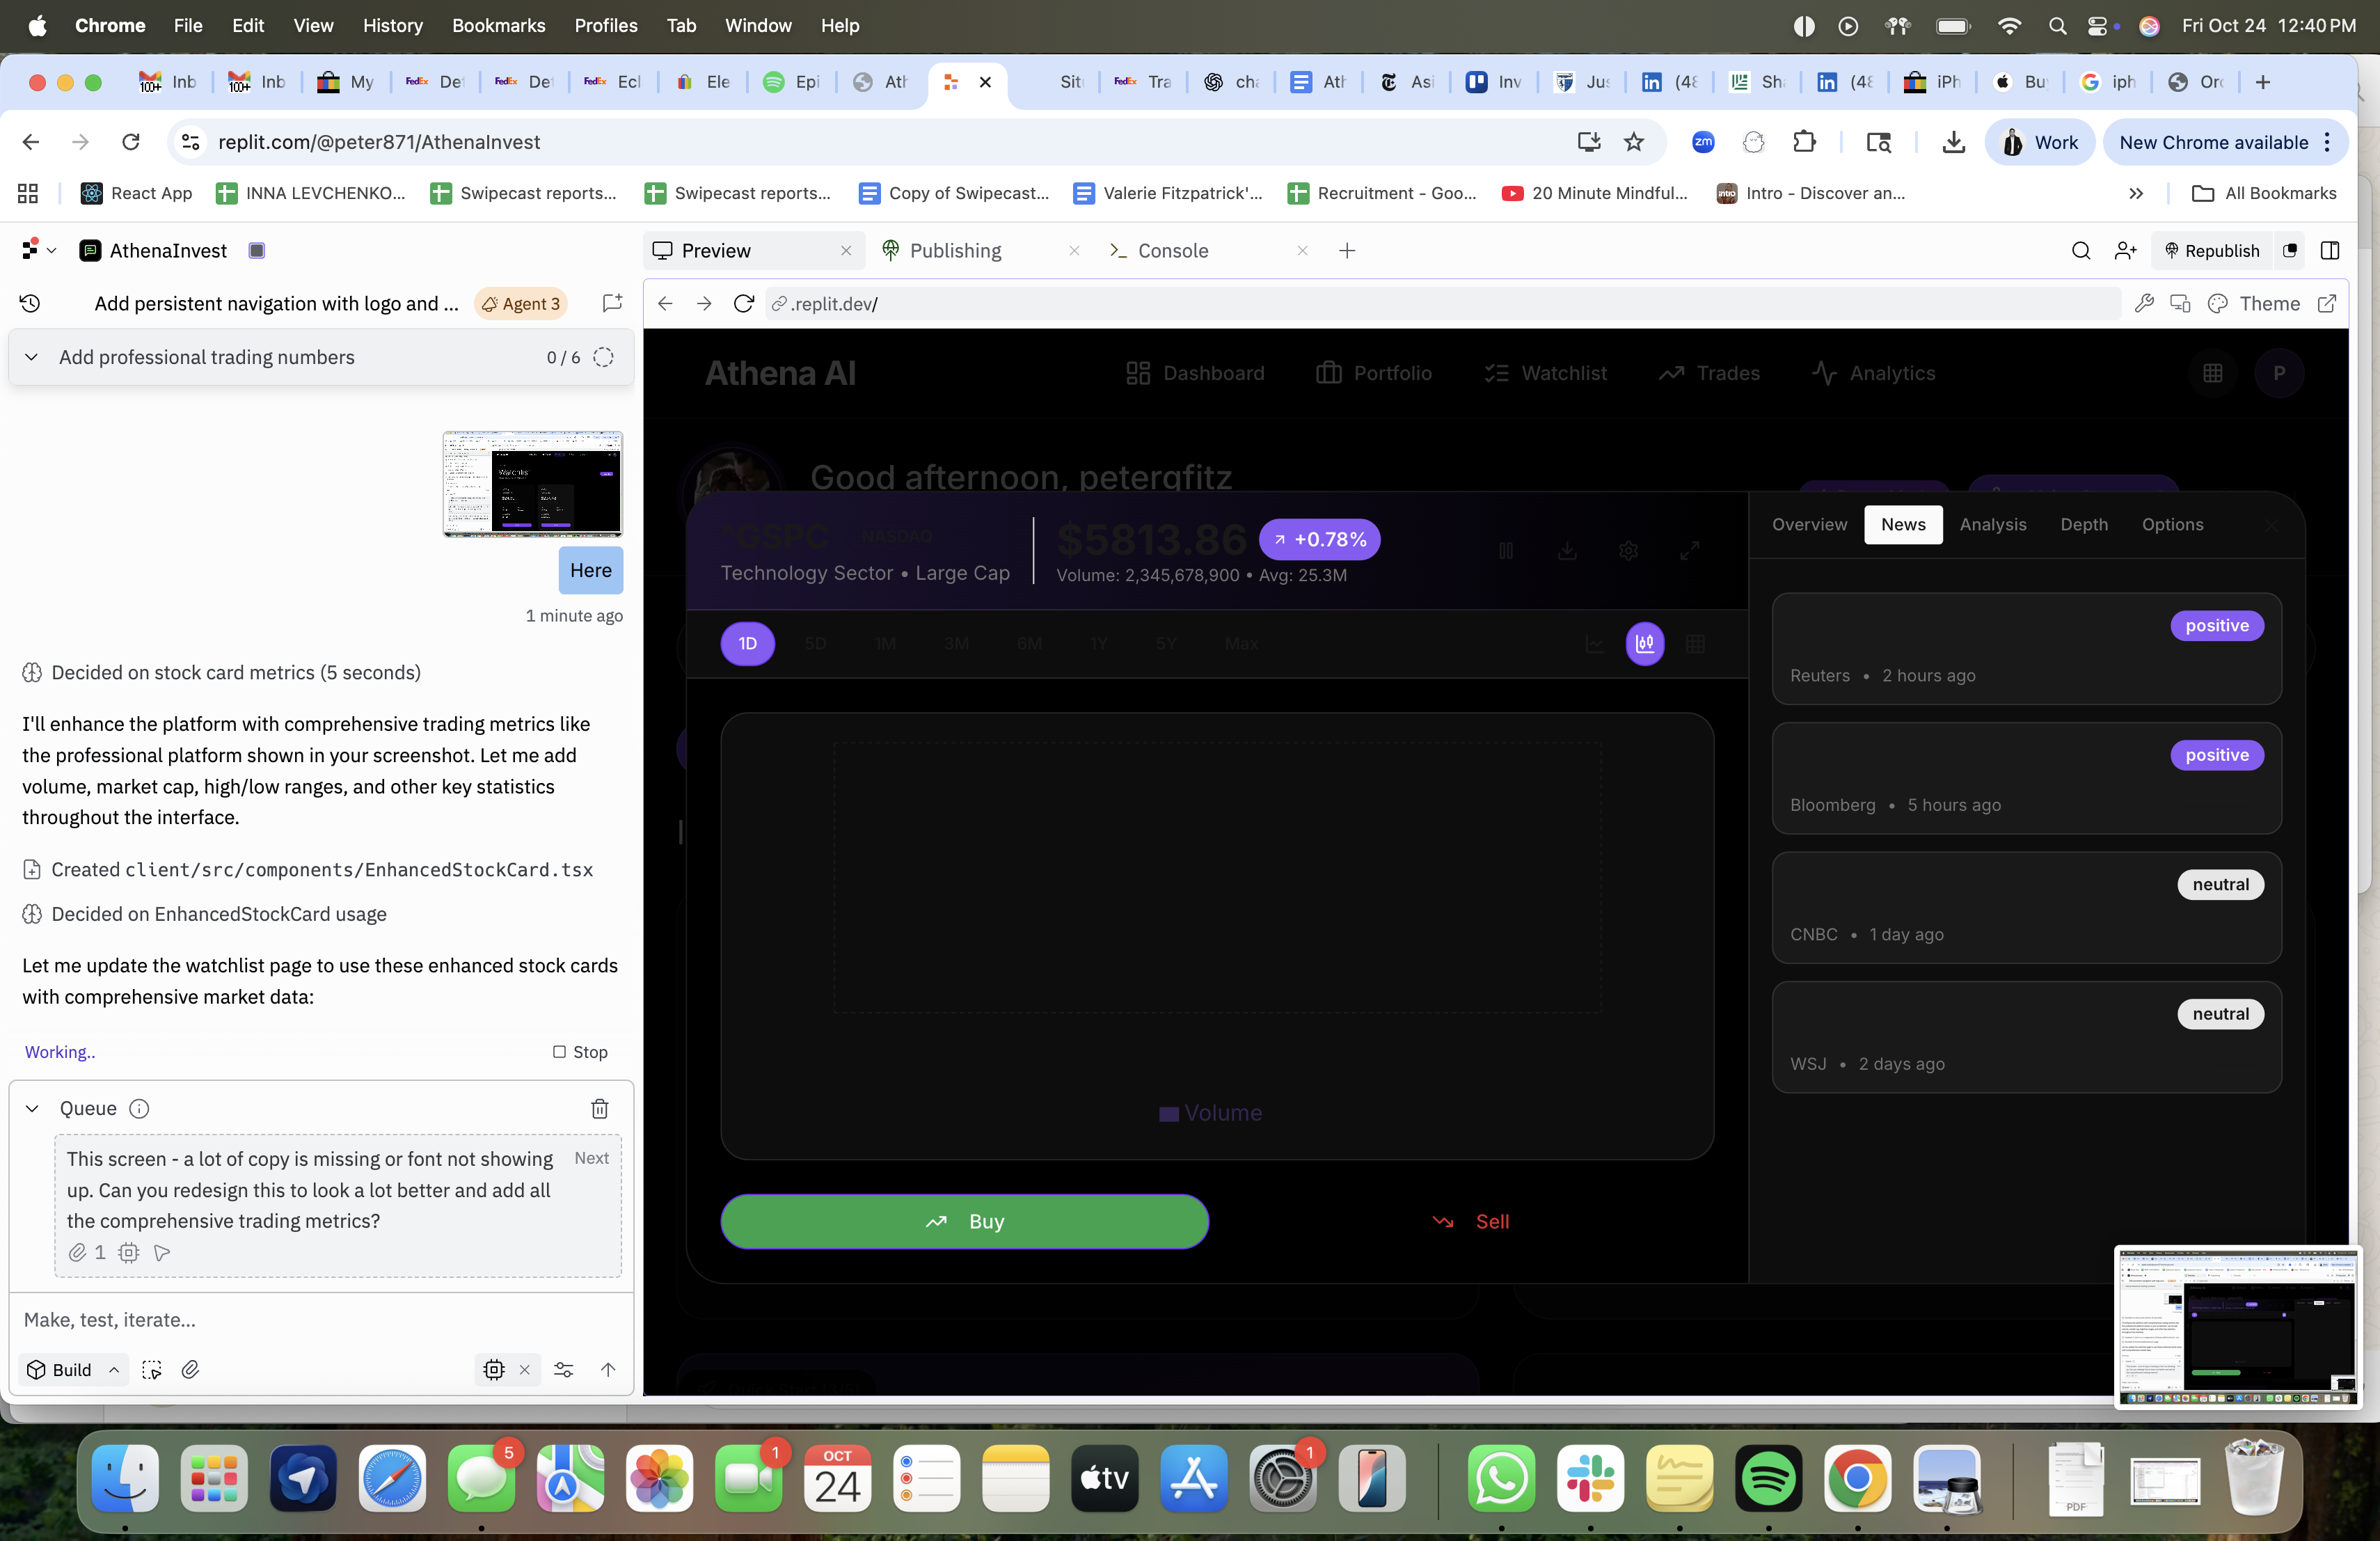 Chrome File Edit View History Bookmarks Profiles Tab Window Help Fri Oct 24 12:40 PM
Inb Inb My Def Def Ecl Ele Epi Ath Sit Tra cha Ath Asi Inv Jus (48 Sha (48 iPh Bu iph Orc
replit.com/@peter871/AthenaInvest Work New Chrome available
React App INNA LEVCHENKO... Swipecast reports... Swipecast reports... Copy of Swipecast... Valerie Fitzpatrick'... Recruitment - Goo... 20 Minute Mindful... Intro - Discover an... All Bookmarks
AthenaInvest
Add persistent navigation with logo and ... Agent 3
Add professional trading numbers 0 / 6
Here
1 minute ago
Decided on stock card metrics (5 seconds)
I'll enhance the platform with comprehensive trading metrics like
the professional platform shown in your screenshot. Let me add
volume, market cap, high/low ranges, and other key statistics
throughout the interface.
Created client/src/components/EnhancedStockCard.tsx
Decided on EnhancedStockCard usage
Let me update the watchlist page to use these enhanced stock cards
with comprehensive market data:
Working..
Stop
Queue
This screen - a lot of copy is missing or font not showing
up. Can you redesign this to look a lot better and add all
the comprehensive trading metrics?
Next
1
Make, test, iterate...
Build
Preview Publishing Console Republish
.replit.dev/ Theme
Athena AI Dashboard Portfolio Watchlist Trades Analytics P
Good afternoon, peterqfitz
^GSPC NASDAQ $5813.86 +0.78%
Technology Sector • Large Cap Volume: 2,345,678,900 • Avg: 25.3M
1D 5D 1M 3M 6M 1Y 5Y Max
Volume
Buy Sell
Overview News Analysis Depth Options
positive
Reuters • 2 hours ago
positive
Bloomberg • 5 hours ago
neutral
CNBC • 1 day ago
neutral
WSJ • 2 days ago
5 1 OCT 24 tv 1 PDF